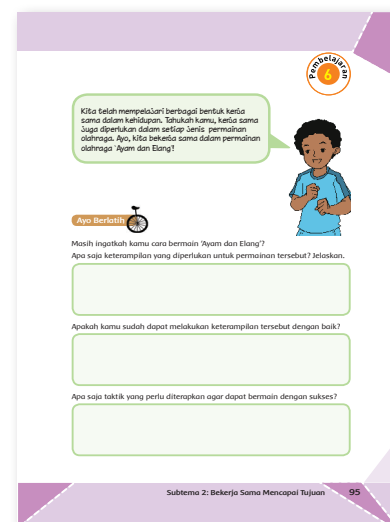 Pembelajaran
6
Kita telah mempelajari berbagai bentuk kerja
sama dalam kehidupan. Tahukah kamu, kerja sama
juga diperlukan dalam setiap jenis permainan
olahraga. Ayo, kita bekerja sama dalam permainan
olahraga 'Ayam dan Elang'!
Ayo Berlatih
Masih ingatkah kamu cara bermain 'Ayam dan Elang'?
Apa saja keterampilan yang diperlukan untuk permainan tersebut? Jelaskan.
Apakah kamu sudah dapat melakukan keterampilan tersebut dengan baik?
Apa saja taktik yang perlu diterapkan agar dapat bermain dengan sukses?
Subtema 2: Bekerja Sama Mencapai Tujuan 95